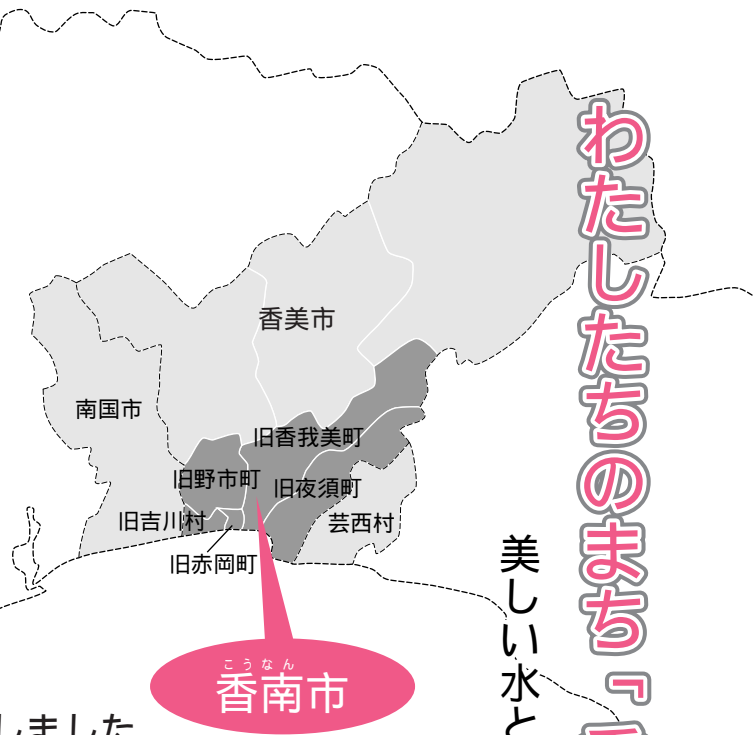 わたしたちのまち『
美しい水と
香美市
南国市
旧香我美町
旧野市町
旧夜須町
旧吉川村
芸西村
旧赤岡町
こうなん
香南市
しました